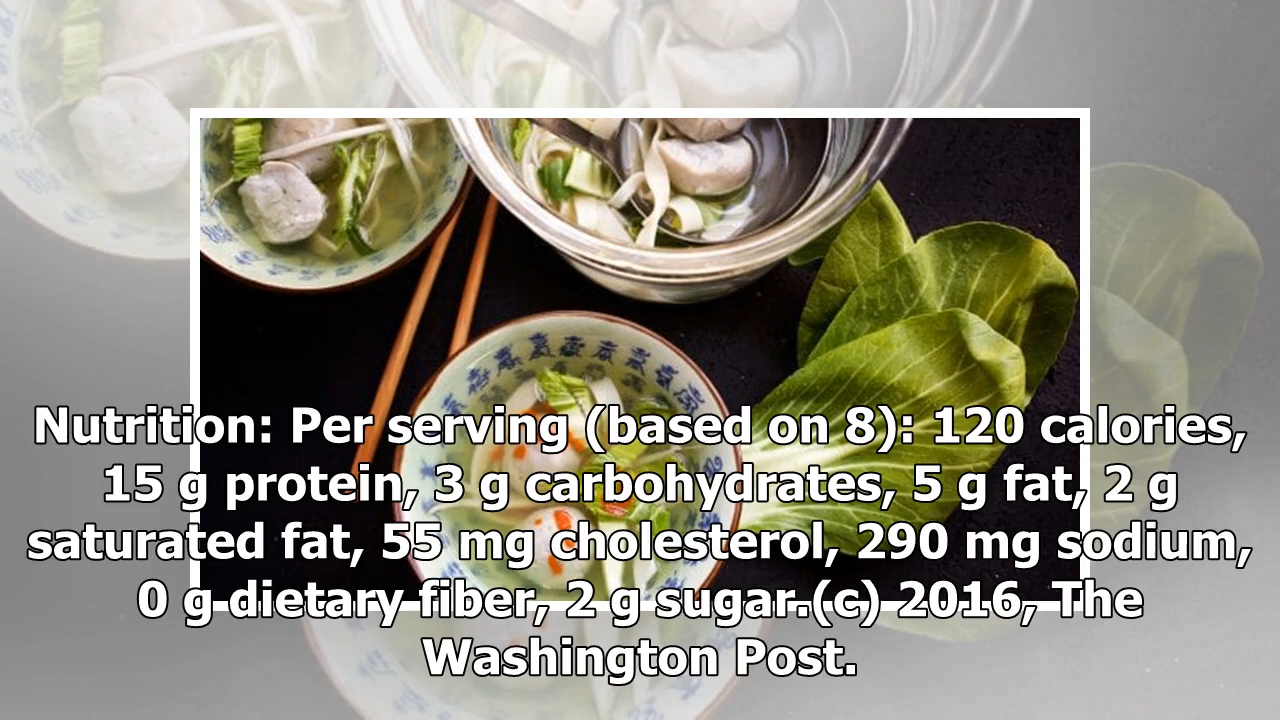 Nutrition: Per serving (based on 8): 120 calories,
15 g protein, 3 g carbohydrates, 5 g fat, 2 g
saturated fat, 55 mg cholesterol, 290 mg sodium,
0 g dietary fiber, 2 g sugar.(c) 2016, The
Washington Post.